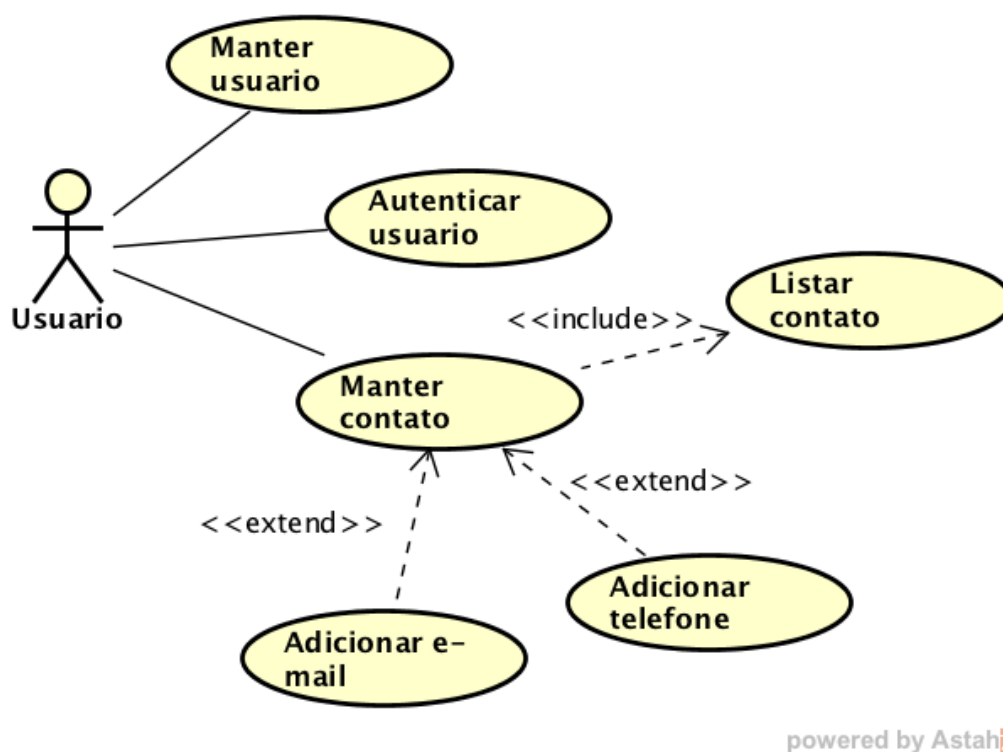 Manter
usuario
Autenticar
usuario
Usuario
Listar
contato
<<include>>
Manter
contato
<<extend>>
<<extend>>
Adicionar
telefone
Adicionar e-
mail
powered by Astah